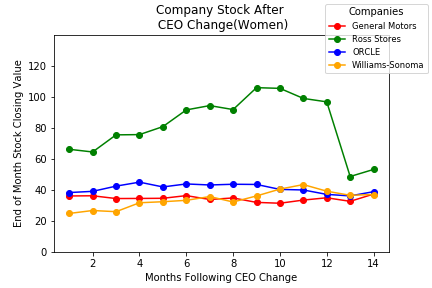 Company Stock After
CEO Change(Women)
Companies
General Motors
Ross Stores
ORCLE
Williams-Sonoma
End of Month Stock Closing Value
120
100
80
60
40
20
0
2 4 6 8 10 12 14
Months Following CEO Change